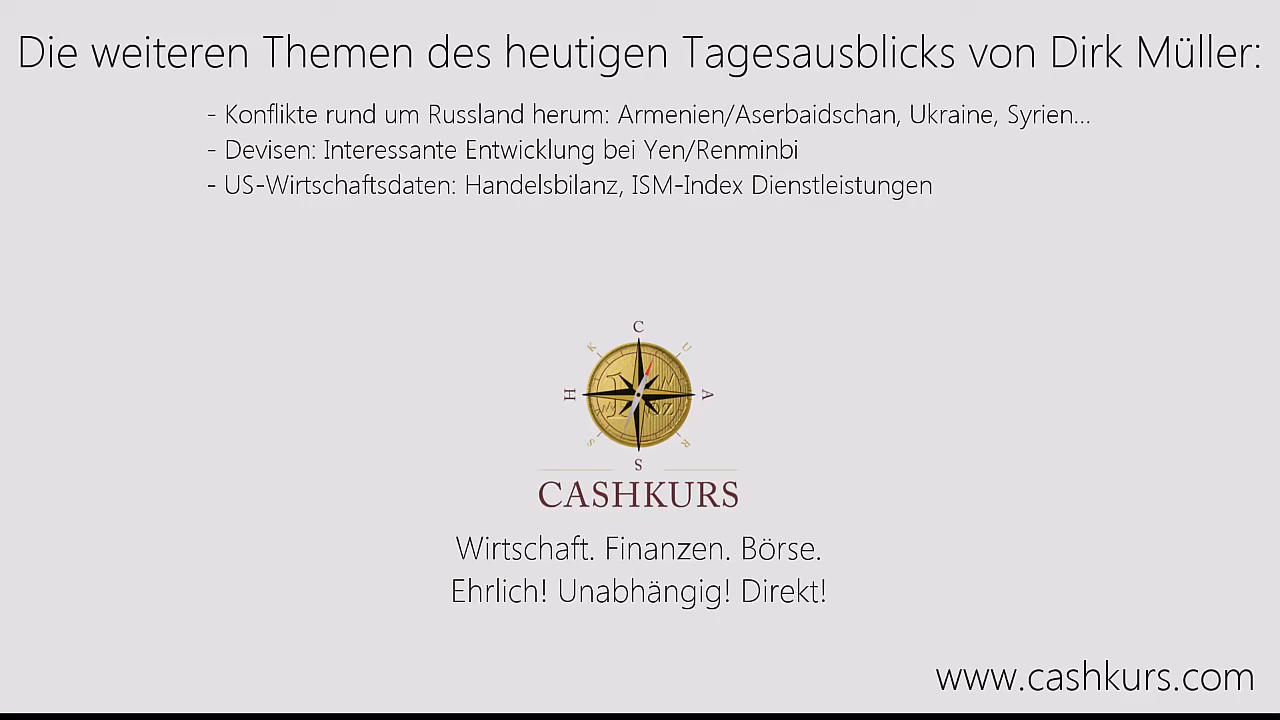 Die weiteren Themen des heutigen Tagesausblicks von Dirk Müller:
- Konflikte rund um Russland herum: Armenien/Aserbaidschan, Ukraine, Syrien...
- Devisen: Interessante Entwicklung bei Yen/Renminbi
- US-Wirtschaftsdaten: Handelsbilanz, ISM-Index Dienstleistungen
C
K U
H A
S R
S
CASHKURS
Wirtschaft. Finanzen. Börse.
Ehrlich! Unabhängig! Direkt!
www.cashkurs.com